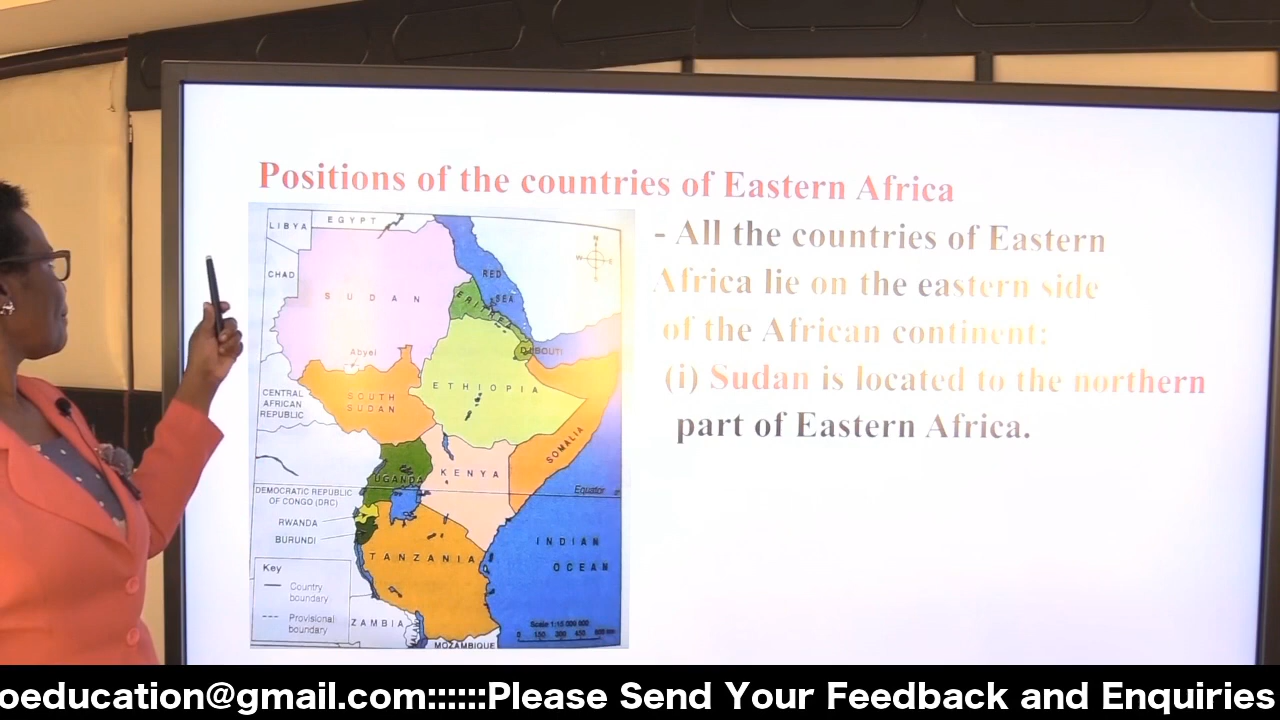 Positions of the countries of Eastern Africa
- All the countries of Eastern
Africa lie on the eastern side
of the African continent:
(i) Sudan is located to the northern
part of Eastern Africa.
LIBYA
EGYPT
CHAD
RED
SEA
N
W
E
SUDAN
ERITREA
Abyei
DJIBOUTI
ETHIOPIA
CENTRAL
AFRICAN
REPUBLIC
SOUTH
SUDAN
SOMALIA
UGANDA
KENYA
Equator
DEMOCRATIC REPUBLIC
OF CONGO (DRC)
RWANDA
BURUNDI
TANZANIA
INDIAN
OCEAN
Key
Country
boundary
Provisional
boundary
ZAMBIA
MOZAMBIQUE
0 150 300 450
oeducation@gmail.com::::::Please Send Your Feedback and Enquiries